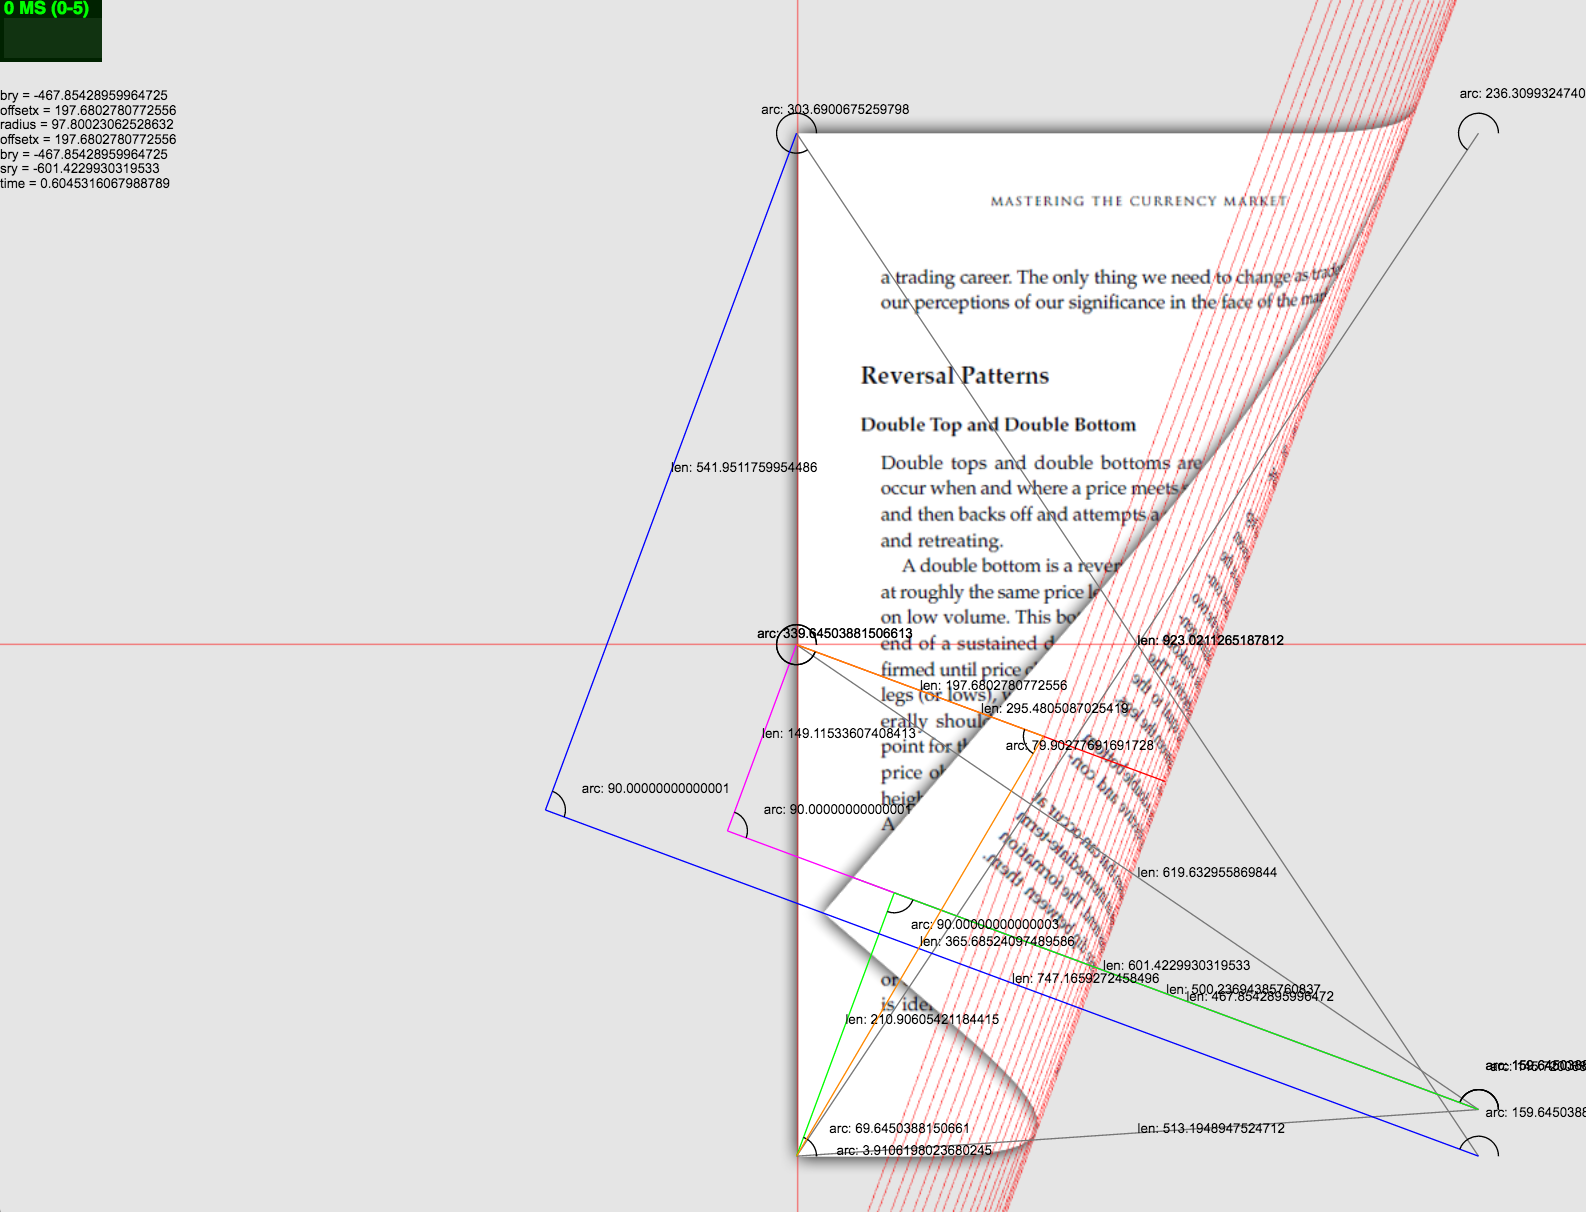 0 MS (0-5)
bry = -467.85428959964725
offsetx = 197.6802780772556
radius = 97.80023062528632
offsetx = 197.6802780772556
bry = -467.85428959964725
sry = -601.4229930319533
time = 0.6045316067988789
arc: 303.6900675259798
arc: 236.3099324740
MASTERING THE CURRENCY MARKET
a trading career. The only thing we need to change as trade
our perceptions of our significance in the face of the mar
Reversal Patterns
Double Top and Double Bottom
Double tops and double bottoms are
occur when and where a price meets
and then backs off and attempts a
and retreating.
A double bottom is a rever
at roughly the same price le
on low volume. This bo
end of a sustained d
firmed until price c
legs (or lows),
erally shoul
point for th
price ob
heigh
A
or
is iden
len: 541.9511759954486
arc: 339.64503881506613
len: 923.0211265187812
len: 197.6802780772556
len: 295.4805087025419
len: 149.11533607408413
arc: 79.90277691691728
arc: 90.00000000000001
arc: 90.00000000000001
len: 619.632955869844
arc: 90.00000000000003
len: 365.68524097489586
len: 601.4229930319533
len: 747.1659272458496
len: 500.23694385760837
len: 467.8542895996472
len: 210.90605421184415
arc: 159.6450388
arc: 69.6450388150661
len: 513.1948947524712
arc: 3.9106198023680245